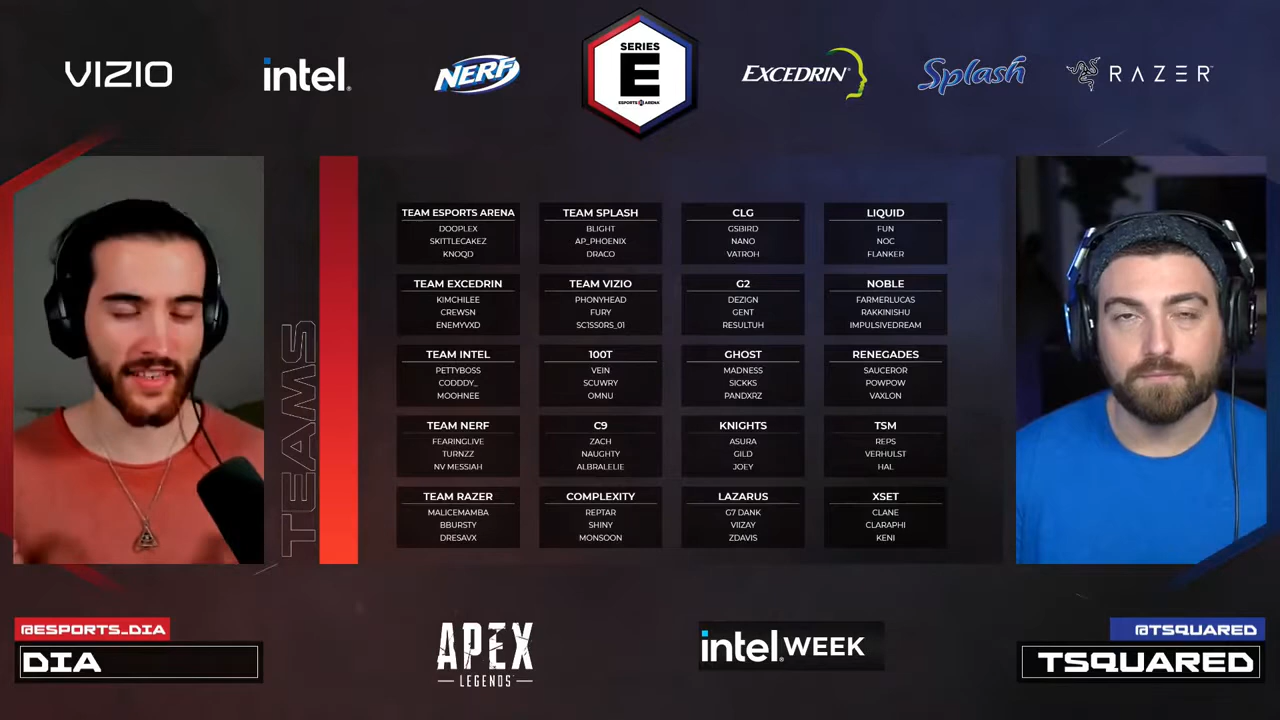 VIZIO
intel.
NERF
SERIES
E
ESPORTS ARENA
EXCEDRIN
Splash
RAZER
TEAMS
TEAM ESPORTS ARENA
DOOPLEX
SKITTLECAKEZ
KNOQD
TEAM SPLASH
BLIGHT
AP_PHOENIX
DRACO
CLG
GSBIRD
NANO
VATROH
LIQUID
FUN
NOC
FLANKER
TEAM EXCEDRIN
KIMCHILEE
CREWSN
ENEMYVXD
TEAM VIZIO
PHONYHEAD
FURY
SC1SS0RS_01
G2
DEZIGN
GENT
RESULTUH
NOBLE
FARMERLUCAS
RAKKINISHU
IMPULSIVEDREAM
TEAM INTEL
PETTYBOSS
CODDDY_
MOOHNEE
100T
VEIN
SCUWRY
OMNU
GHOST
MADNESS
SICKKS
PANDXRZ
RENEGADES
SAUCEROR
POWPOW
VAXLON
TEAM NERF
FEARINGLIVE
TURNZZ
NV MESSIAH
C9
ZACH
NAUGHTY
ALBRALELIE
KNIGHTS
ASURA
GILD
JOEY
TSM
REPS
VERHULST
HAL
TEAM RAZER
MALICEMAMBA
BBURSTY
DRESAVX
COMPLEXITY
REPTAR
SHINY
MONSOON
LAZARUS
G7 DANK
VIIZAY
ZDAVIS
XSET
CLANE
CLARAPHI
KENI
@ESPORTS_DIA
DIA
APEX
LEGENDS
intel. WEEK
@TSQUARED
TSQUARED